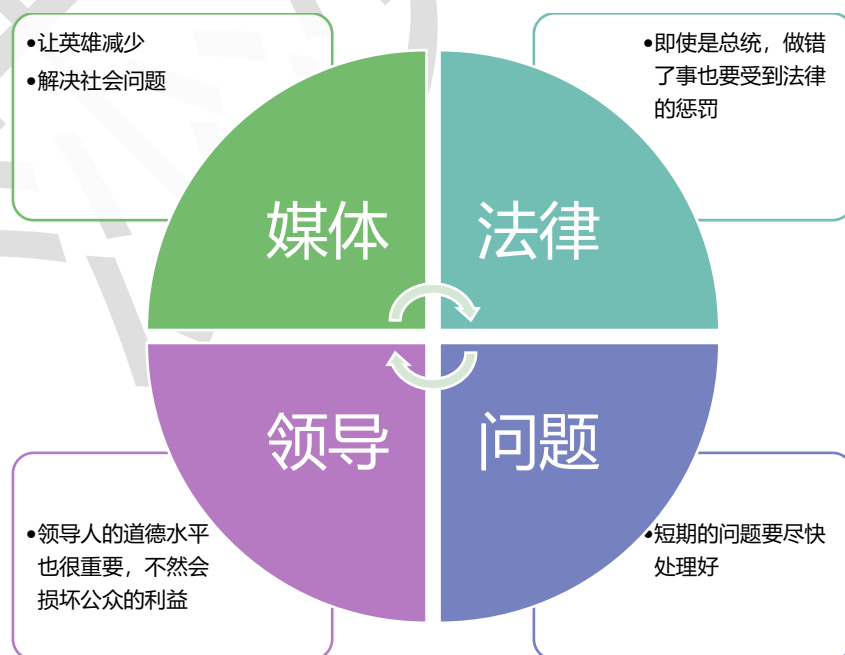 •让英雄减少
•解决社会问题
•即使是总统，做错
了事也要受到法律
的惩罚
媒体
法律
领导
问题
•领导人的道德水平
也很重要，不然会
损坏公众的利益
•短期的问题要尽快
处理好